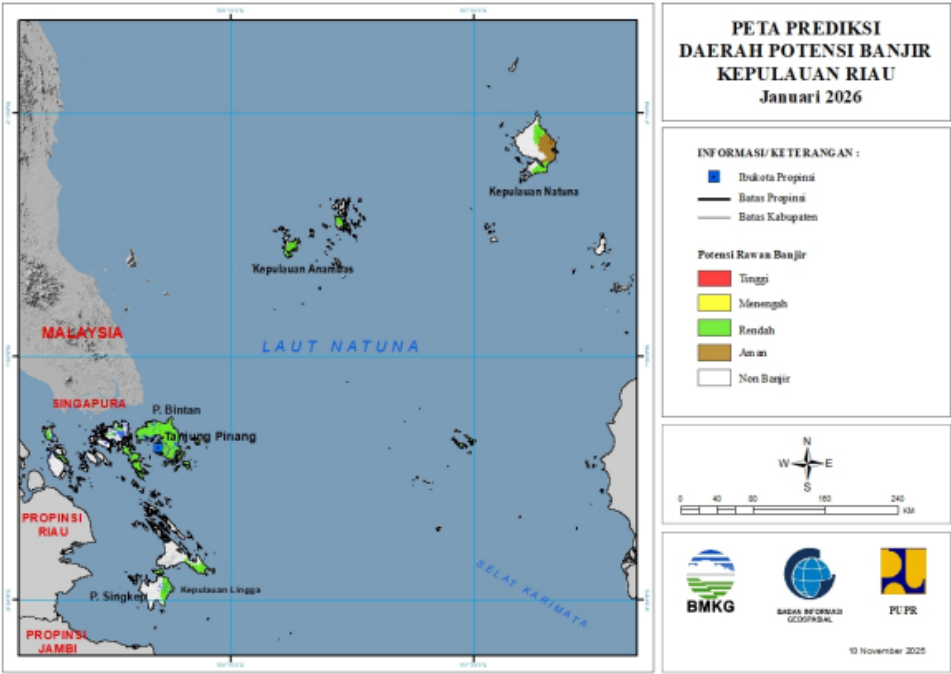 PETA PREDIKSI
DAERAH POTENSI BANJIR
KEPULAUAN RIAU
Januari 2026
INFORMASI/KETERANGAN :
Ibukota Propinsi
Batas Propinsi
Batas Kabupaten
Potensi Rawan Banjir
Tinggi
Menengah
Rendah
Aman
Non Banjir
Kepulauan Natuna
Kepulauan Anambas
MALAYSIA
LAUT NATUNA
SINGAPURA
P. Bintan
Tanjung Pinang
PROPINSI
RIAU
P. Singkep
Kepulauan Lingga
SELAT KARIMATA
PROPINSI
JAMBI
N
W E
S
0 40 80 160 240
KM
BMKG
BADAN INFORMASI
GEOSPASIAL
PUPR
10 November 2025